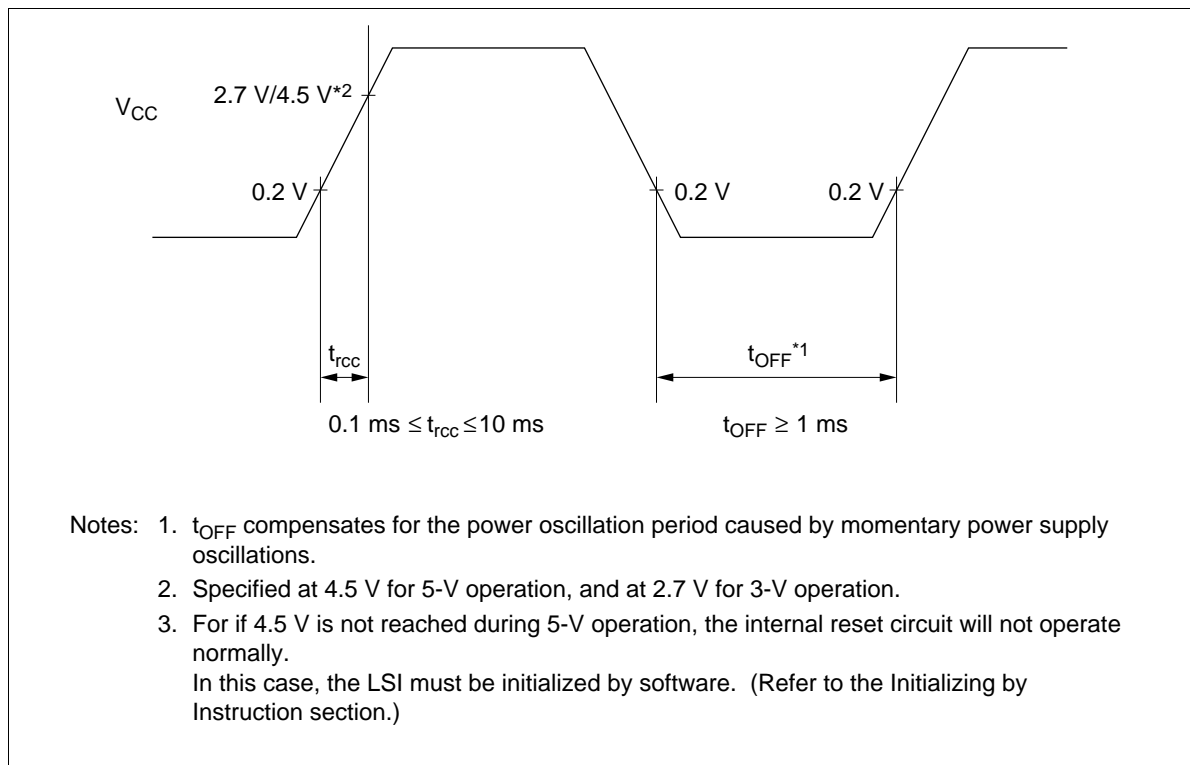 2.7 V/4.5 V*2
VCC
0.2 V
0.2 V
0.2 V
trcc
tOFF*1
0.1 ms ≤ trcc ≤10 ms
tOFF ≥ 1 ms
Notes: 1. tOFF compensates for the power oscillation period caused by momentary power supply
oscillations.
2. Specified at 4.5 V for 5-V operation, and at 2.7 V for 3-V operation.
3. For if 4.5 V is not reached during 5-V operation, the internal reset circuit will not operate
normally.
In this case, the LSI must be initialized by software. (Refer to the Initializing by
Instruction section.)